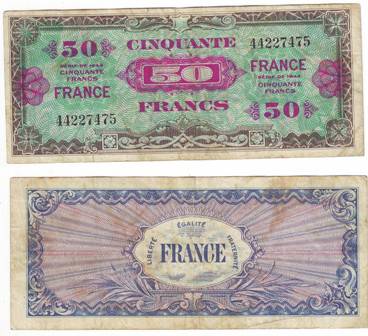 50 CINQUANTE 44227475
SÉRIE DE 1944 50 FRANCE
CINQUANTE SÉRIE DE 1944
FRANCS CINQUANTE
FRANCE FRANCS
44227475 FRANCS 50
ÉGALITÉ
LIBERTÉ FRANCE FRATERNITÉ